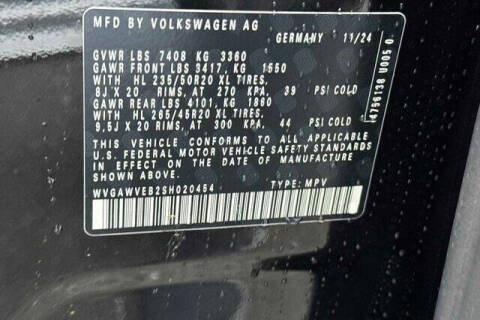 MFD BY VOLKSWAGEN AG
GERMANY 11/24
GVWR LBS 7408 KG 3360
GAWR FRONT LBS 3417, KG 1550
WITH HL 235/50R20 XL TIRES,
8J X 20 RIMS, AT 270 KPA, 39 PSI COLD
GAWR REAR LBS 4101, KG 1860
WITH HL 265/45R20 XL TIRES,
9.5J X 20 RIMS, AT 300 KPA, 44 PSI COLD
THIS VEHICLE CONFORMS TO ALL APPLICABLE
U.S. FEDERAL MOTOR VEHICLE SAFETY STANDARDS
IN EFFECT ON THE DATE OF MANUFACTURE
SHOWN ABOVE.
WVGAWVEB2SH020454 TYPE: MPV
14796138 U005 0